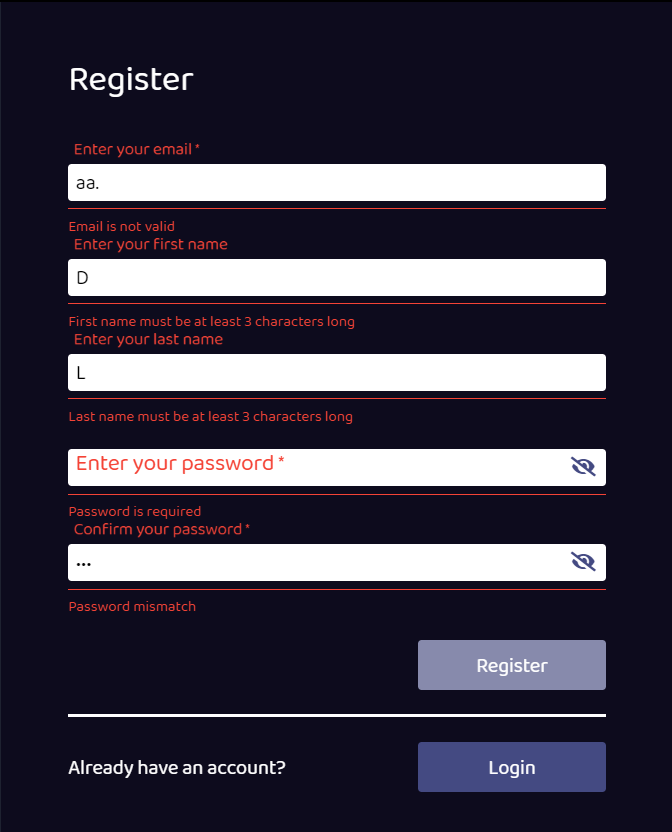 Register
Enter your email *
aa.
Email is not valid
Enter your first name
D
First name must be at least 3 characters long
Enter your last name
L
Last name must be at least 3 characters long
Enter your password *
Password is required
Confirm your password *
•••
Password mismatch
Register
Already have an account?
Login